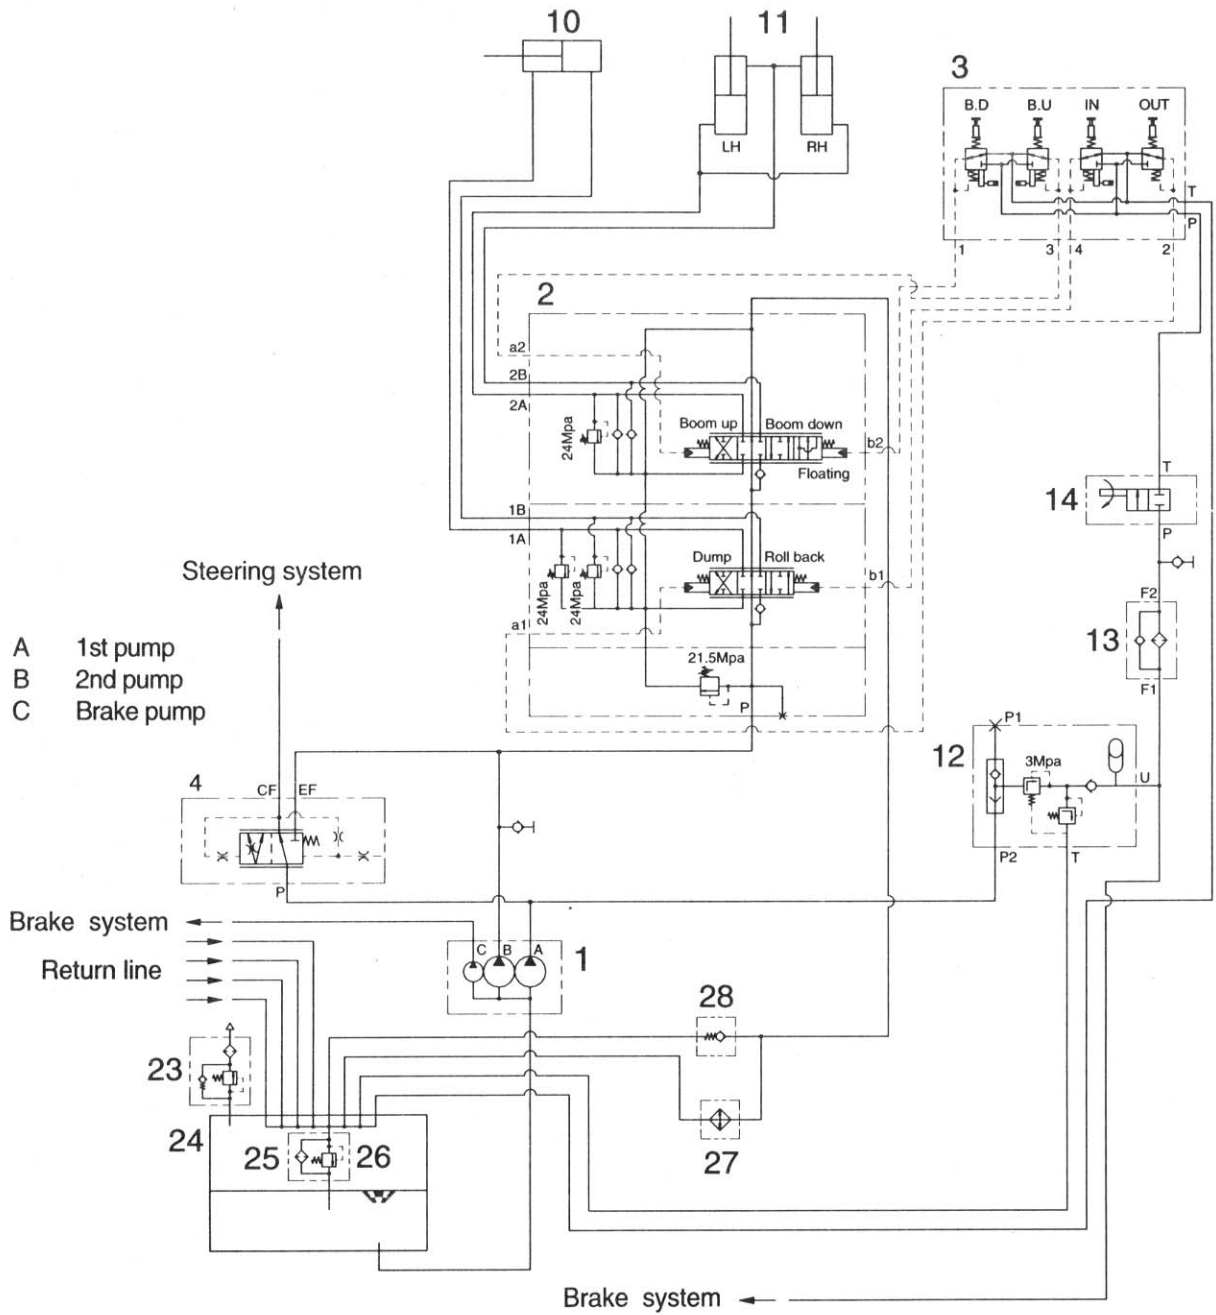 10
11
3
B.D B.U IN OUT
LH RH
T
P
1 3 4 2
2
a2
2B
2A
24Mpa
Boom up Boom down
b2
Floating
T
14
P
1B
1A
Dump Roll back
24Mpa 24Mpa
b1
a1
Steering system
F2
13
F1
A 1st pump
B 2nd pump
C Brake pump
21.5Mpa
P
P1
12
3Mpa
U
4
CF EF
P2 T
P
Brake system
C B A
1
Return line
28
23
24
25 26
27
Brake system